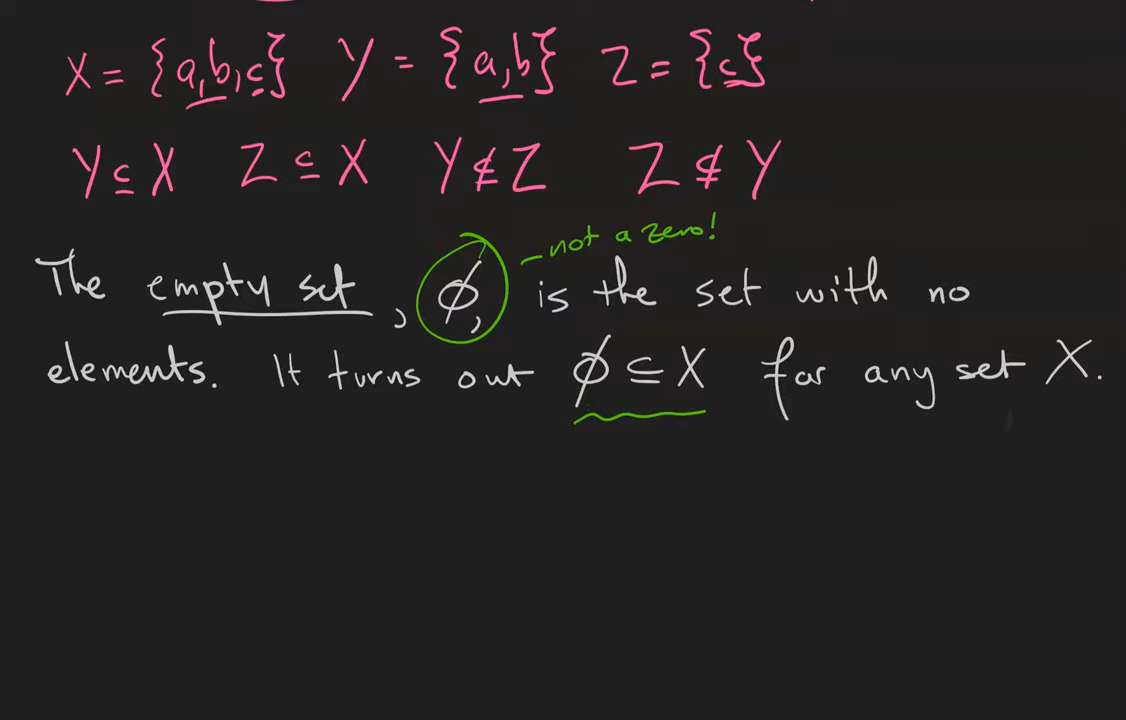 X = {a,b,c} Y = {a,b} Z = {c}
Y ⊆ X Z ⊆ X Y ⊈ Z Z ⊈ Y
not a zero!
The empty set, ϕ, is the set with no
elements. It turns out ϕ ⊆ X for any set X.